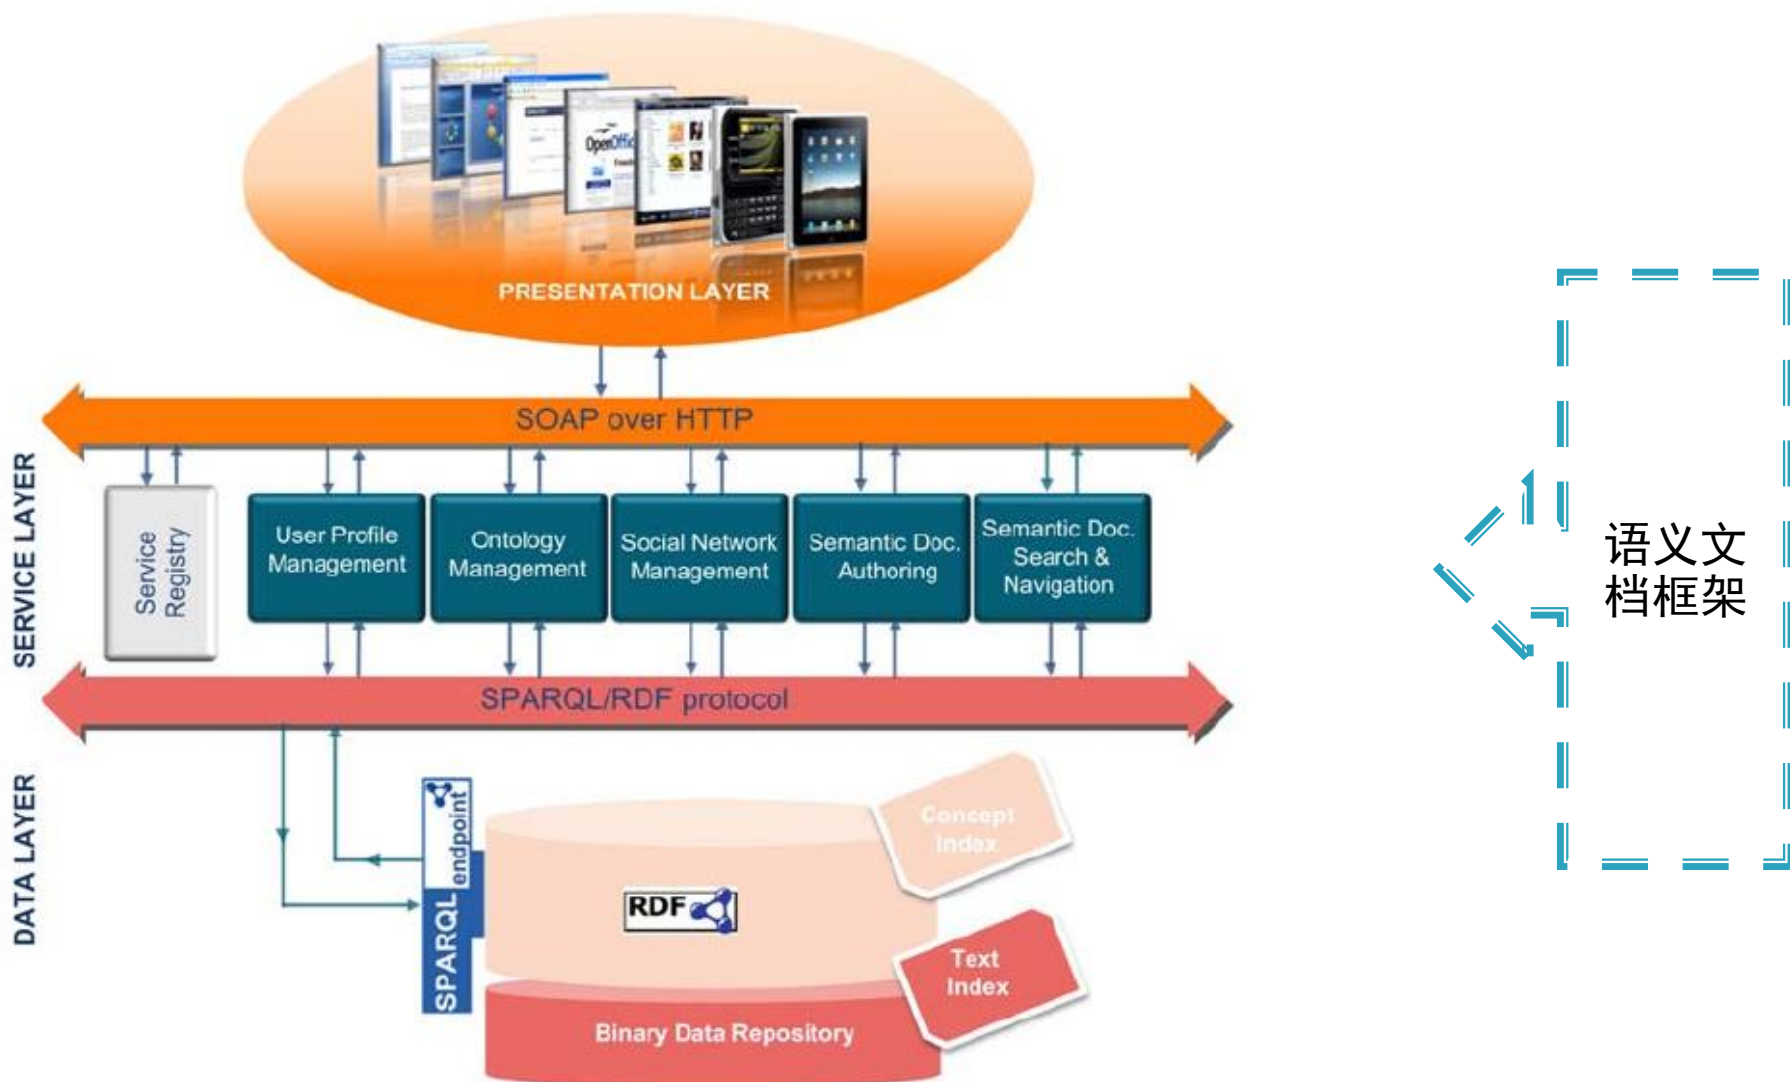 OpenOffic
PRESENTATION LAYER
SOAP over HTTP
SERVICE LAYER
Service
Registry
User Profile
Management
Ontology
Management
Social Network
Management
Semantic Doc.
Authoring
Semantic Doc.
Search &
Navigation
SPARQL/RDF protocol
DATA LAYER
SPARQL
endpoint
RDF
Concept
Index
Text
Index
Binary Data Repository
语义文
档框架